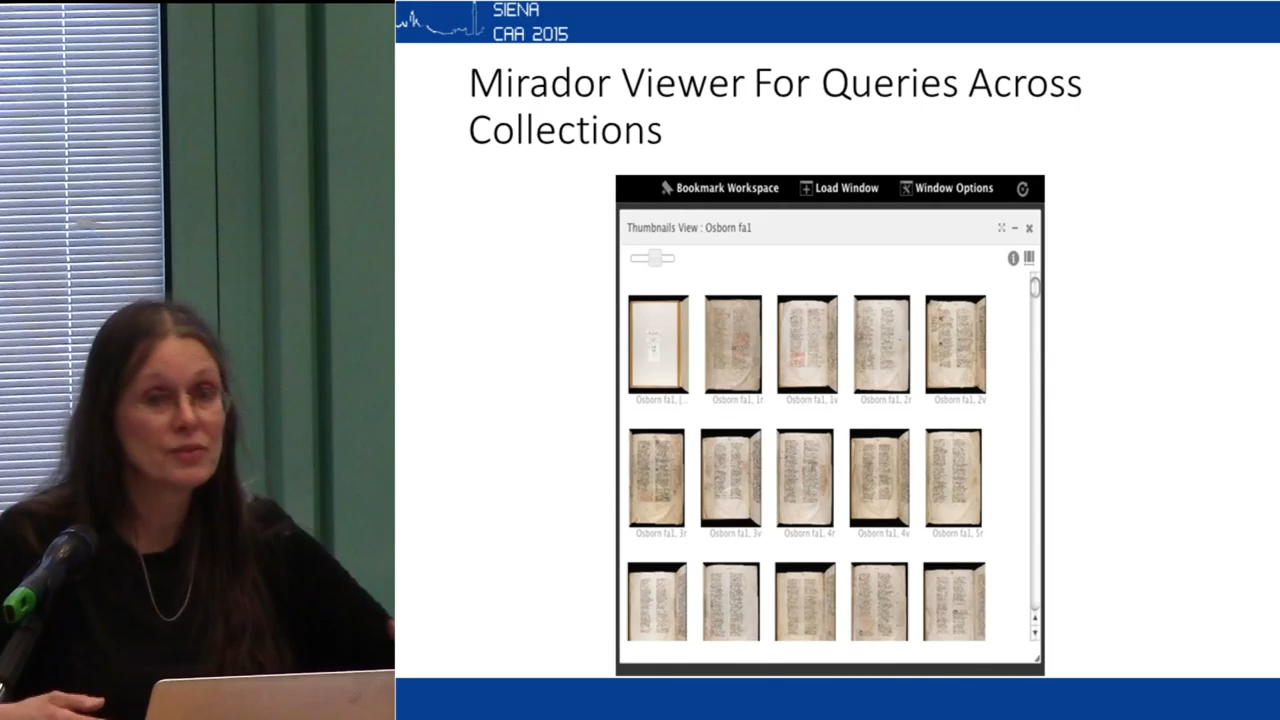 SIENA
CAA 2015
Mirador Viewer For Queries Across
Collections
Bookmark Workspace Load Window Window Options
Thumbnails View : Osborn fa1
Osborn fa1, [... Osborn fa1, 1r Osborn fa1, 1v Osborn fa1, 2r Osborn fa1, 2v
Osborn fa1, 3r Osborn fa1, 3v Osborn fa1, 4r Osborn fa1, 4v Osborn fa1, 5r